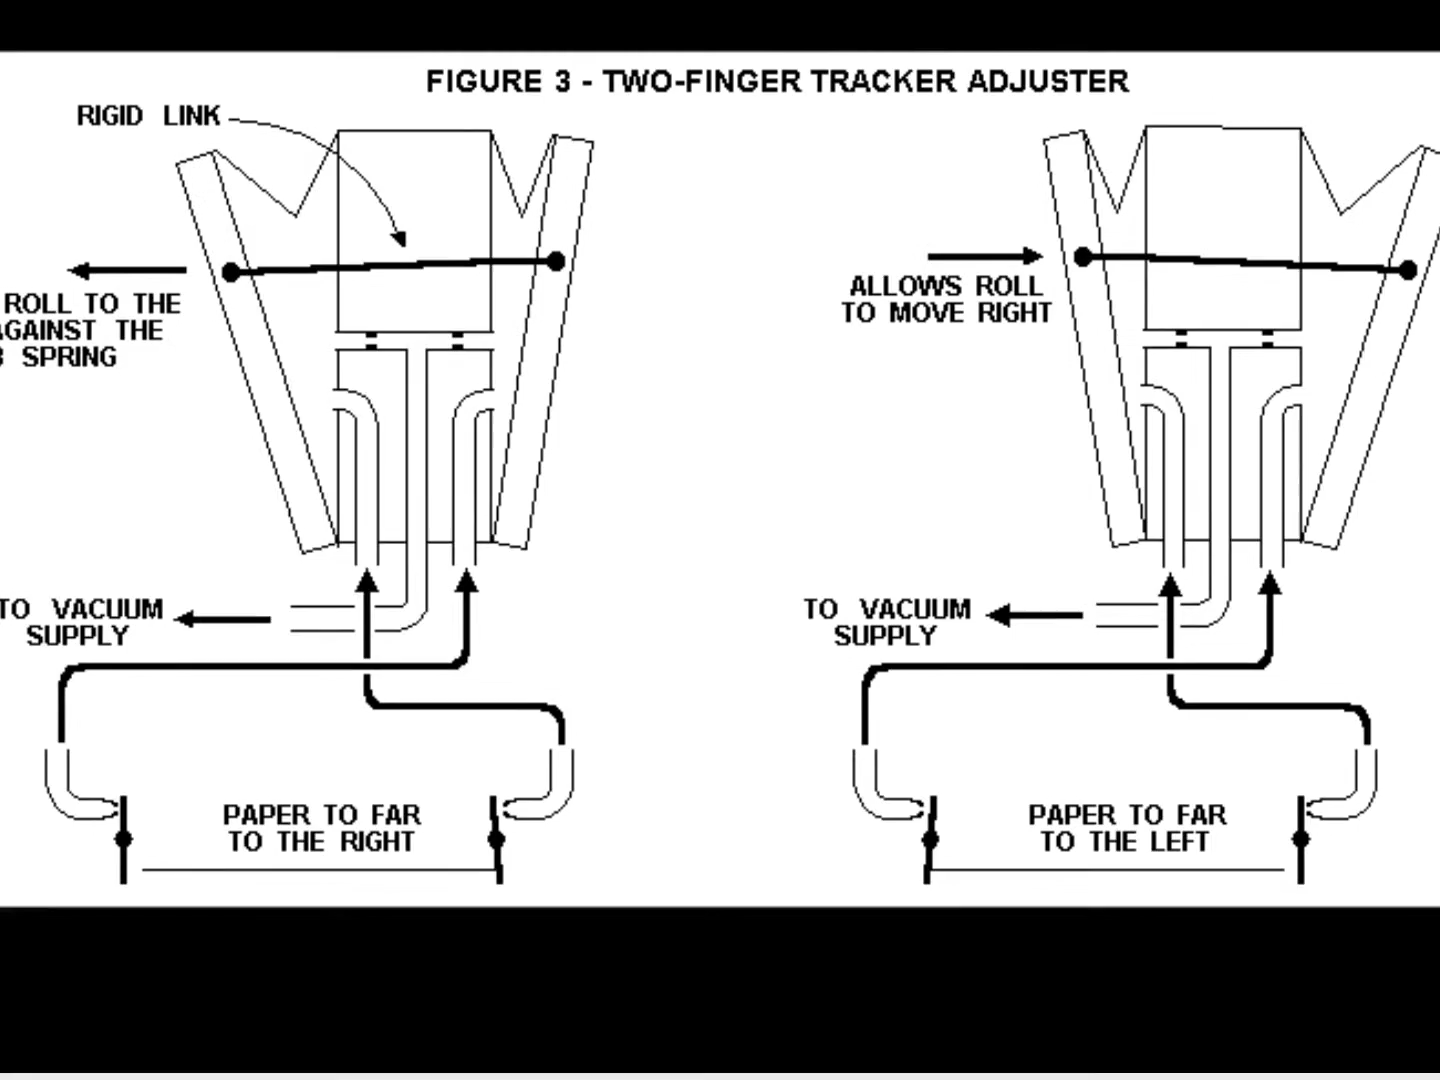 FIGURE 3 - TWO-FINGER TRACKER ADJUSTER
RIGID LINK
ROLL TO THE
AGAINST THE
SPRING
ALLOWS ROLL
TO MOVE RIGHT
TO VACUUM
SUPPLY
TO VACUUM
SUPPLY
PAPER TO FAR
TO THE RIGHT
PAPER TO FAR
TO THE LEFT